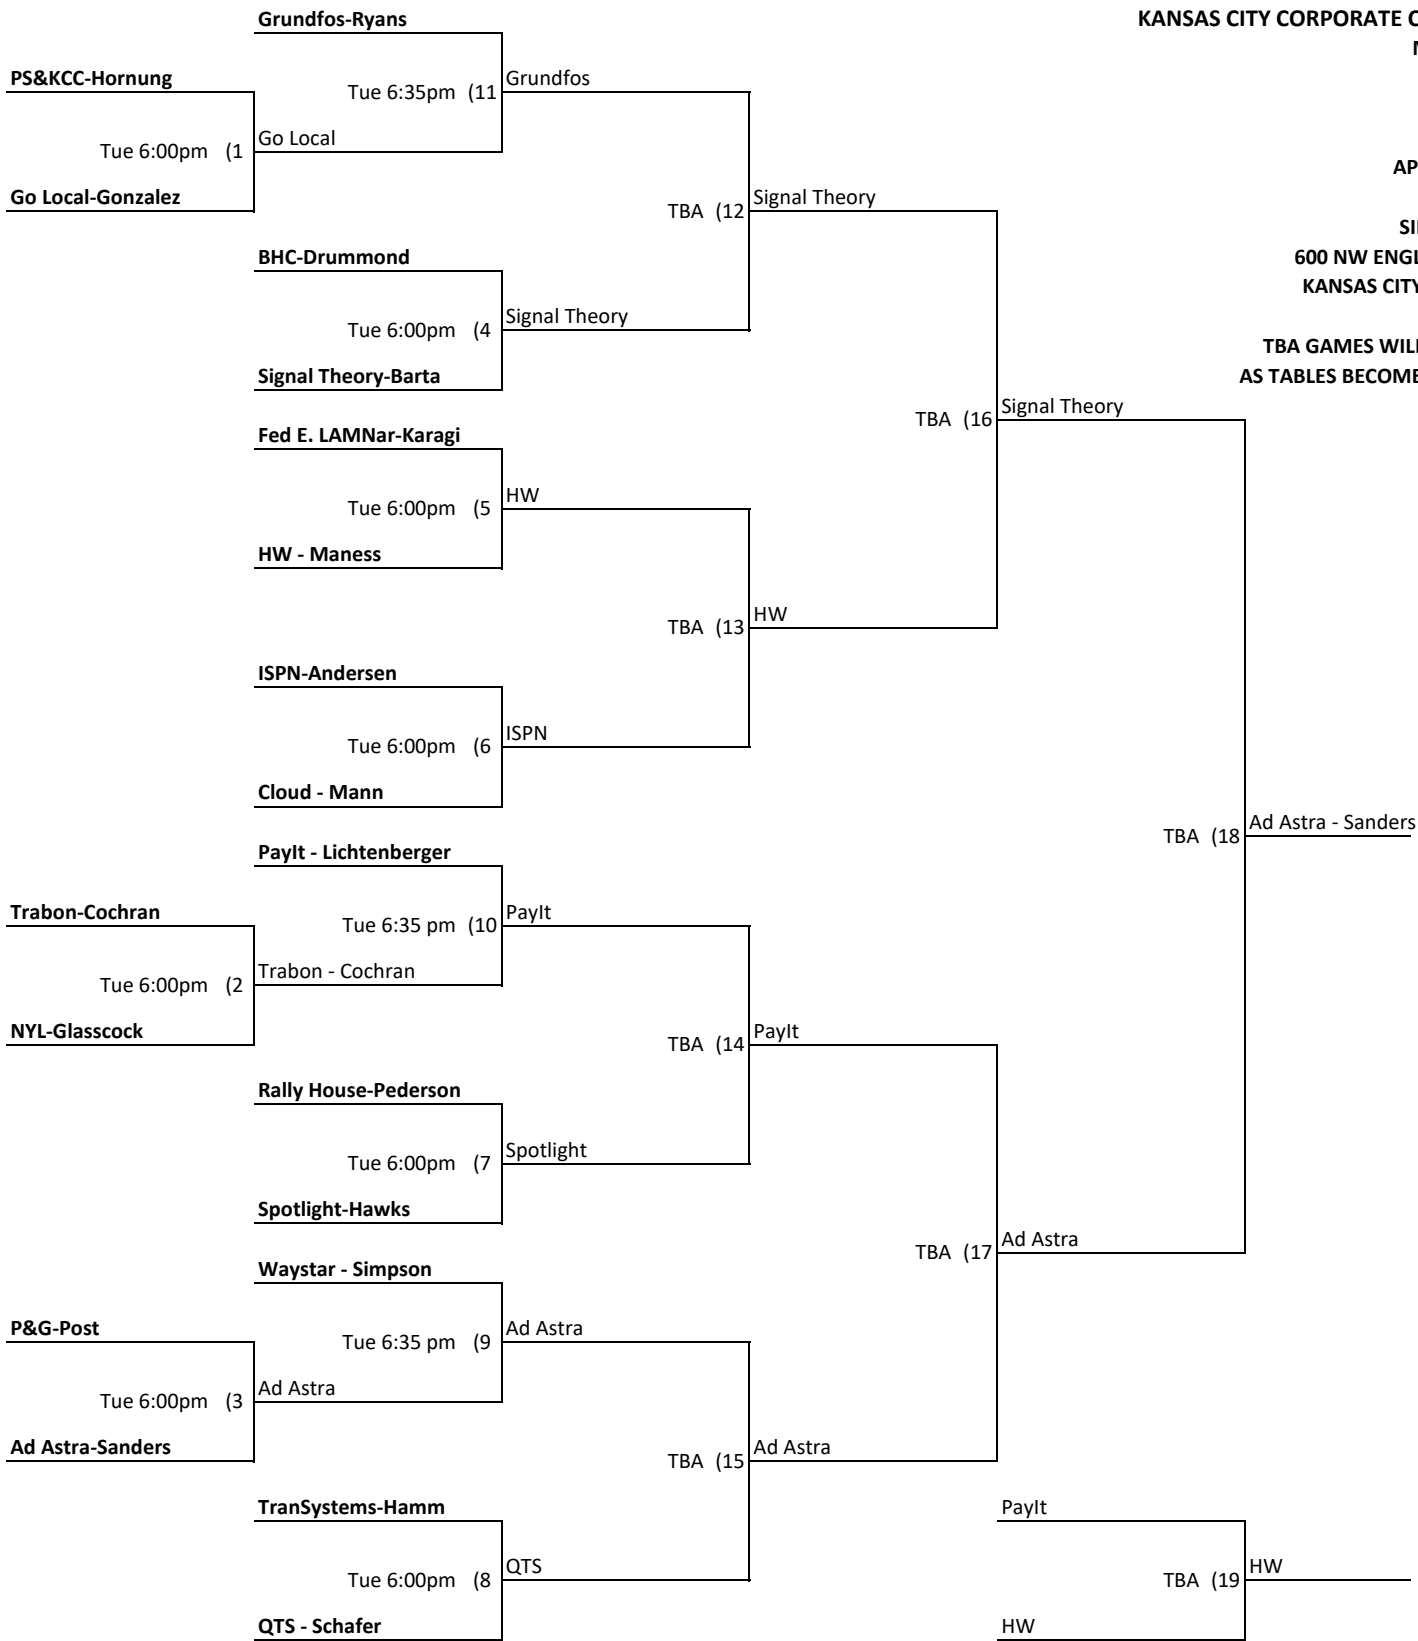 Grundfos-Ryans
KANSAS CITY CORPORATE C
PS&KCC-Hornung
Tue 6:35pm (11
Grundfos
Tue 6:00pm (1
Go Local
AP
Go Local-Gonzalez
TBA (12
Signal Theory
SI
BHC-Drummond
600 NW ENGL
KANSAS CITY
Tue 6:00pm (4
Signal Theory
TBA GAMES WILL
Signal Theory-Barta
AS TABLES BECOME
TBA (16
Signal Theory
Fed E. LAMNar-Karagi
Tue 6:00pm (5
HW
HW - Maness
TBA (13
HW
ISPN-Andersen
Tue 6:00pm (6
ISPN
Cloud - Mann
TBA (18
Ad Astra - Sanders
PayIt - Lichtenberger
Trabon-Cochran
Tue 6:35 pm (10
PayIt
Tue 6:00pm (2
Trabon - Cochran
NYL-Glasscock
TBA (14
PayIt
Rally House-Pederson
Tue 6:00pm (7
Spotlight
Spotlight-Hawks
TBA (17
Ad Astra
Waystar - Simpson
P&G-Post
Tue 6:35 pm (9
Ad Astra
Tue 6:00pm (3
Ad Astra
Ad Astra-Sanders
TBA (15
Ad Astra
TranSystems-Hamm
PayIt
Tue 6:00pm (8
QTS
TBA (19
HW
QTS - Schafer
HW